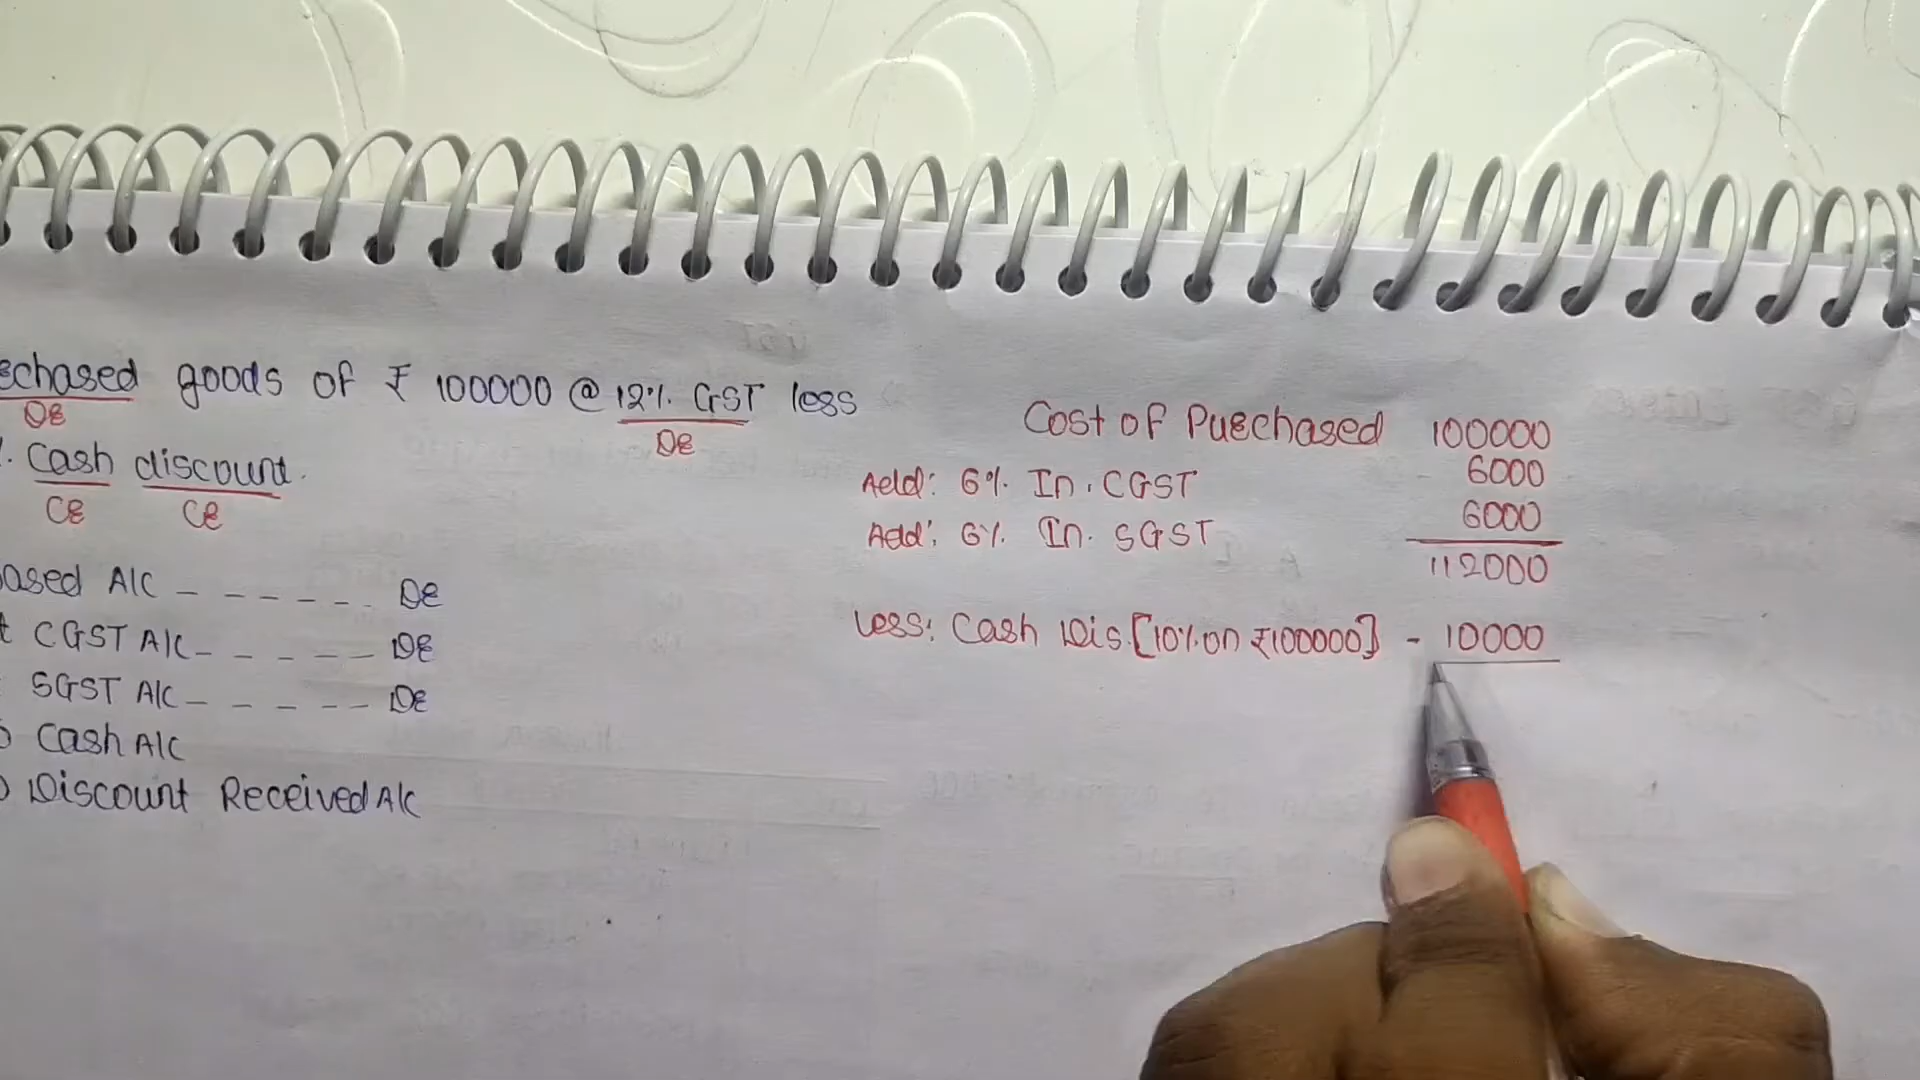 chased goods of ₹ 100000 @ 12% GST less
Dr
Dr
% Cash discount.
Cr
Cr
ased A/C ------ Dr
t CGST A/C ----- Dr
SGST A/C ----- Dr
o Cash A/C
o Discount Received A/C
Cost of Purchased 100000
Add: 6% In. CGST 6000
Add: 6% In. SGST 6000
112000
Less: Cash Dis. [10% on ₹100000] - 10000